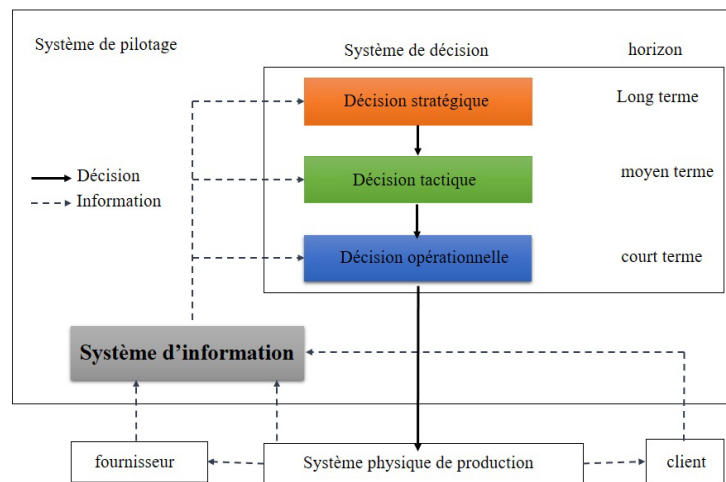 Système de pilotage
Système de décision
horizon
Décision stratégique
Long terme
Décision
Information
Décision tactique
moyen terme
Décision opérationnelle
court terme
Système d’information
fournisseur
Système physique de production
client